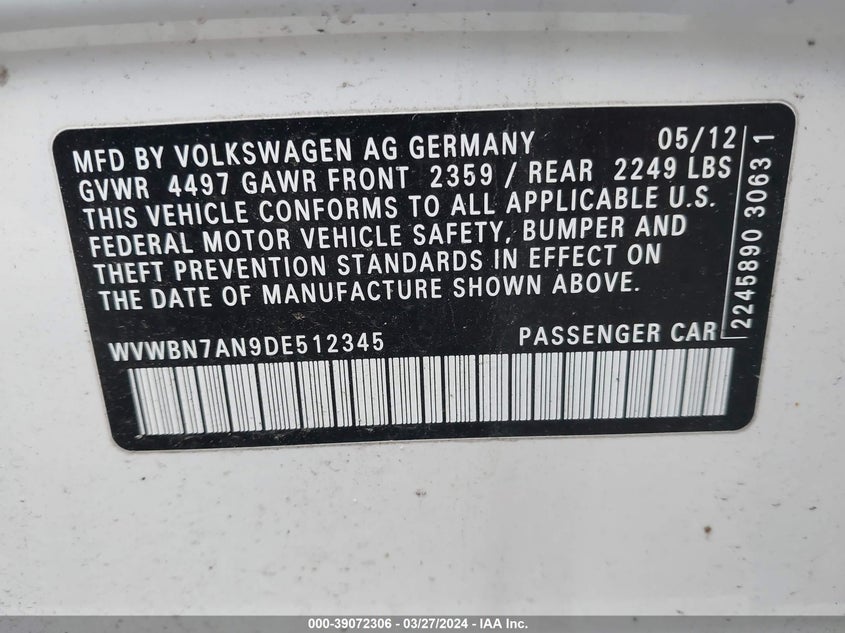 MFD BY VOLKSWAGEN AG GERMANY 05/12
GVWR 4497 GAWR FRONT 2359 / REAR 2249 LBS
THIS VEHICLE CONFORMS TO ALL APPLICABLE U.S.
FEDERAL MOTOR VEHICLE SAFETY, BUMPER AND
THEFT PREVENTION STANDARDS IN EFFECT ON
THE DATE OF MANUFACTURE SHOWN ABOVE.
WVWBN7AN9DE512345 PASSENGER CAR
2245890 3063 1
000-39072306 - 03/27/2024 - IAA Inc.